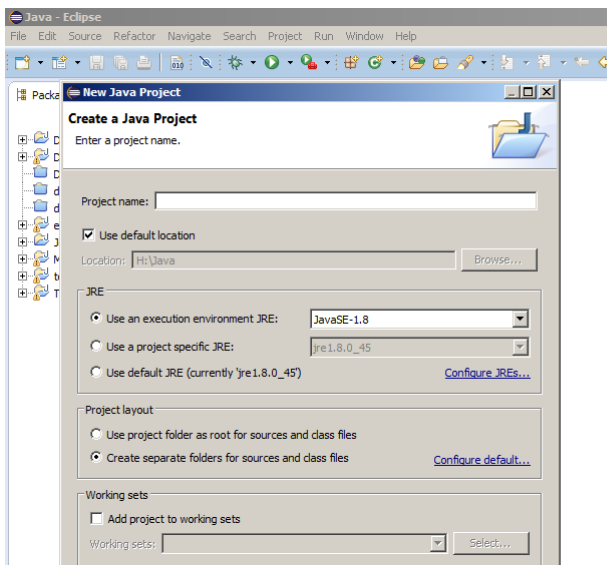 Java - Eclipse
File Edit Source Refactor Navigate Search Project Run Window Help
010
Packa
New Java Project
Create a Java Project
Enter a project name.
D
D
D
d
d
e
J
M
t
T
Project name:
Use default location
Location: H:\Java
Browse...
JRE
Use an execution environment JRE:
JavaSE-1.8
Use a project specific JRE:
jre1.8.0_45
Use default JRE (currently 'jre1.8.0_45')
Configure JREs...
Project layout
Use project folder as root for sources and class files
Create separate folders for sources and class files
Configure default...
Working sets
Add project to working sets
Working sets:
Select...